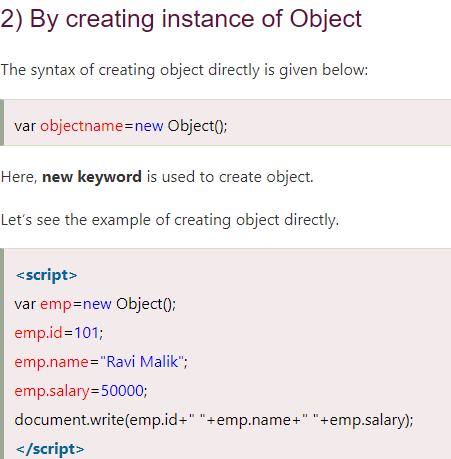 2) By creating instance of Object
The syntax of creating object directly is given below:
var objectname=new Object();
Here, new keyword is used to create object.
Let's see the example of creating object directly.
<script>
var emp=new Object();
emp.id=101;
emp.name="Ravi Malik";
emp.salary=50000;
document.write(emp.id+" "+emp.name+" "+emp.salary);
</script>